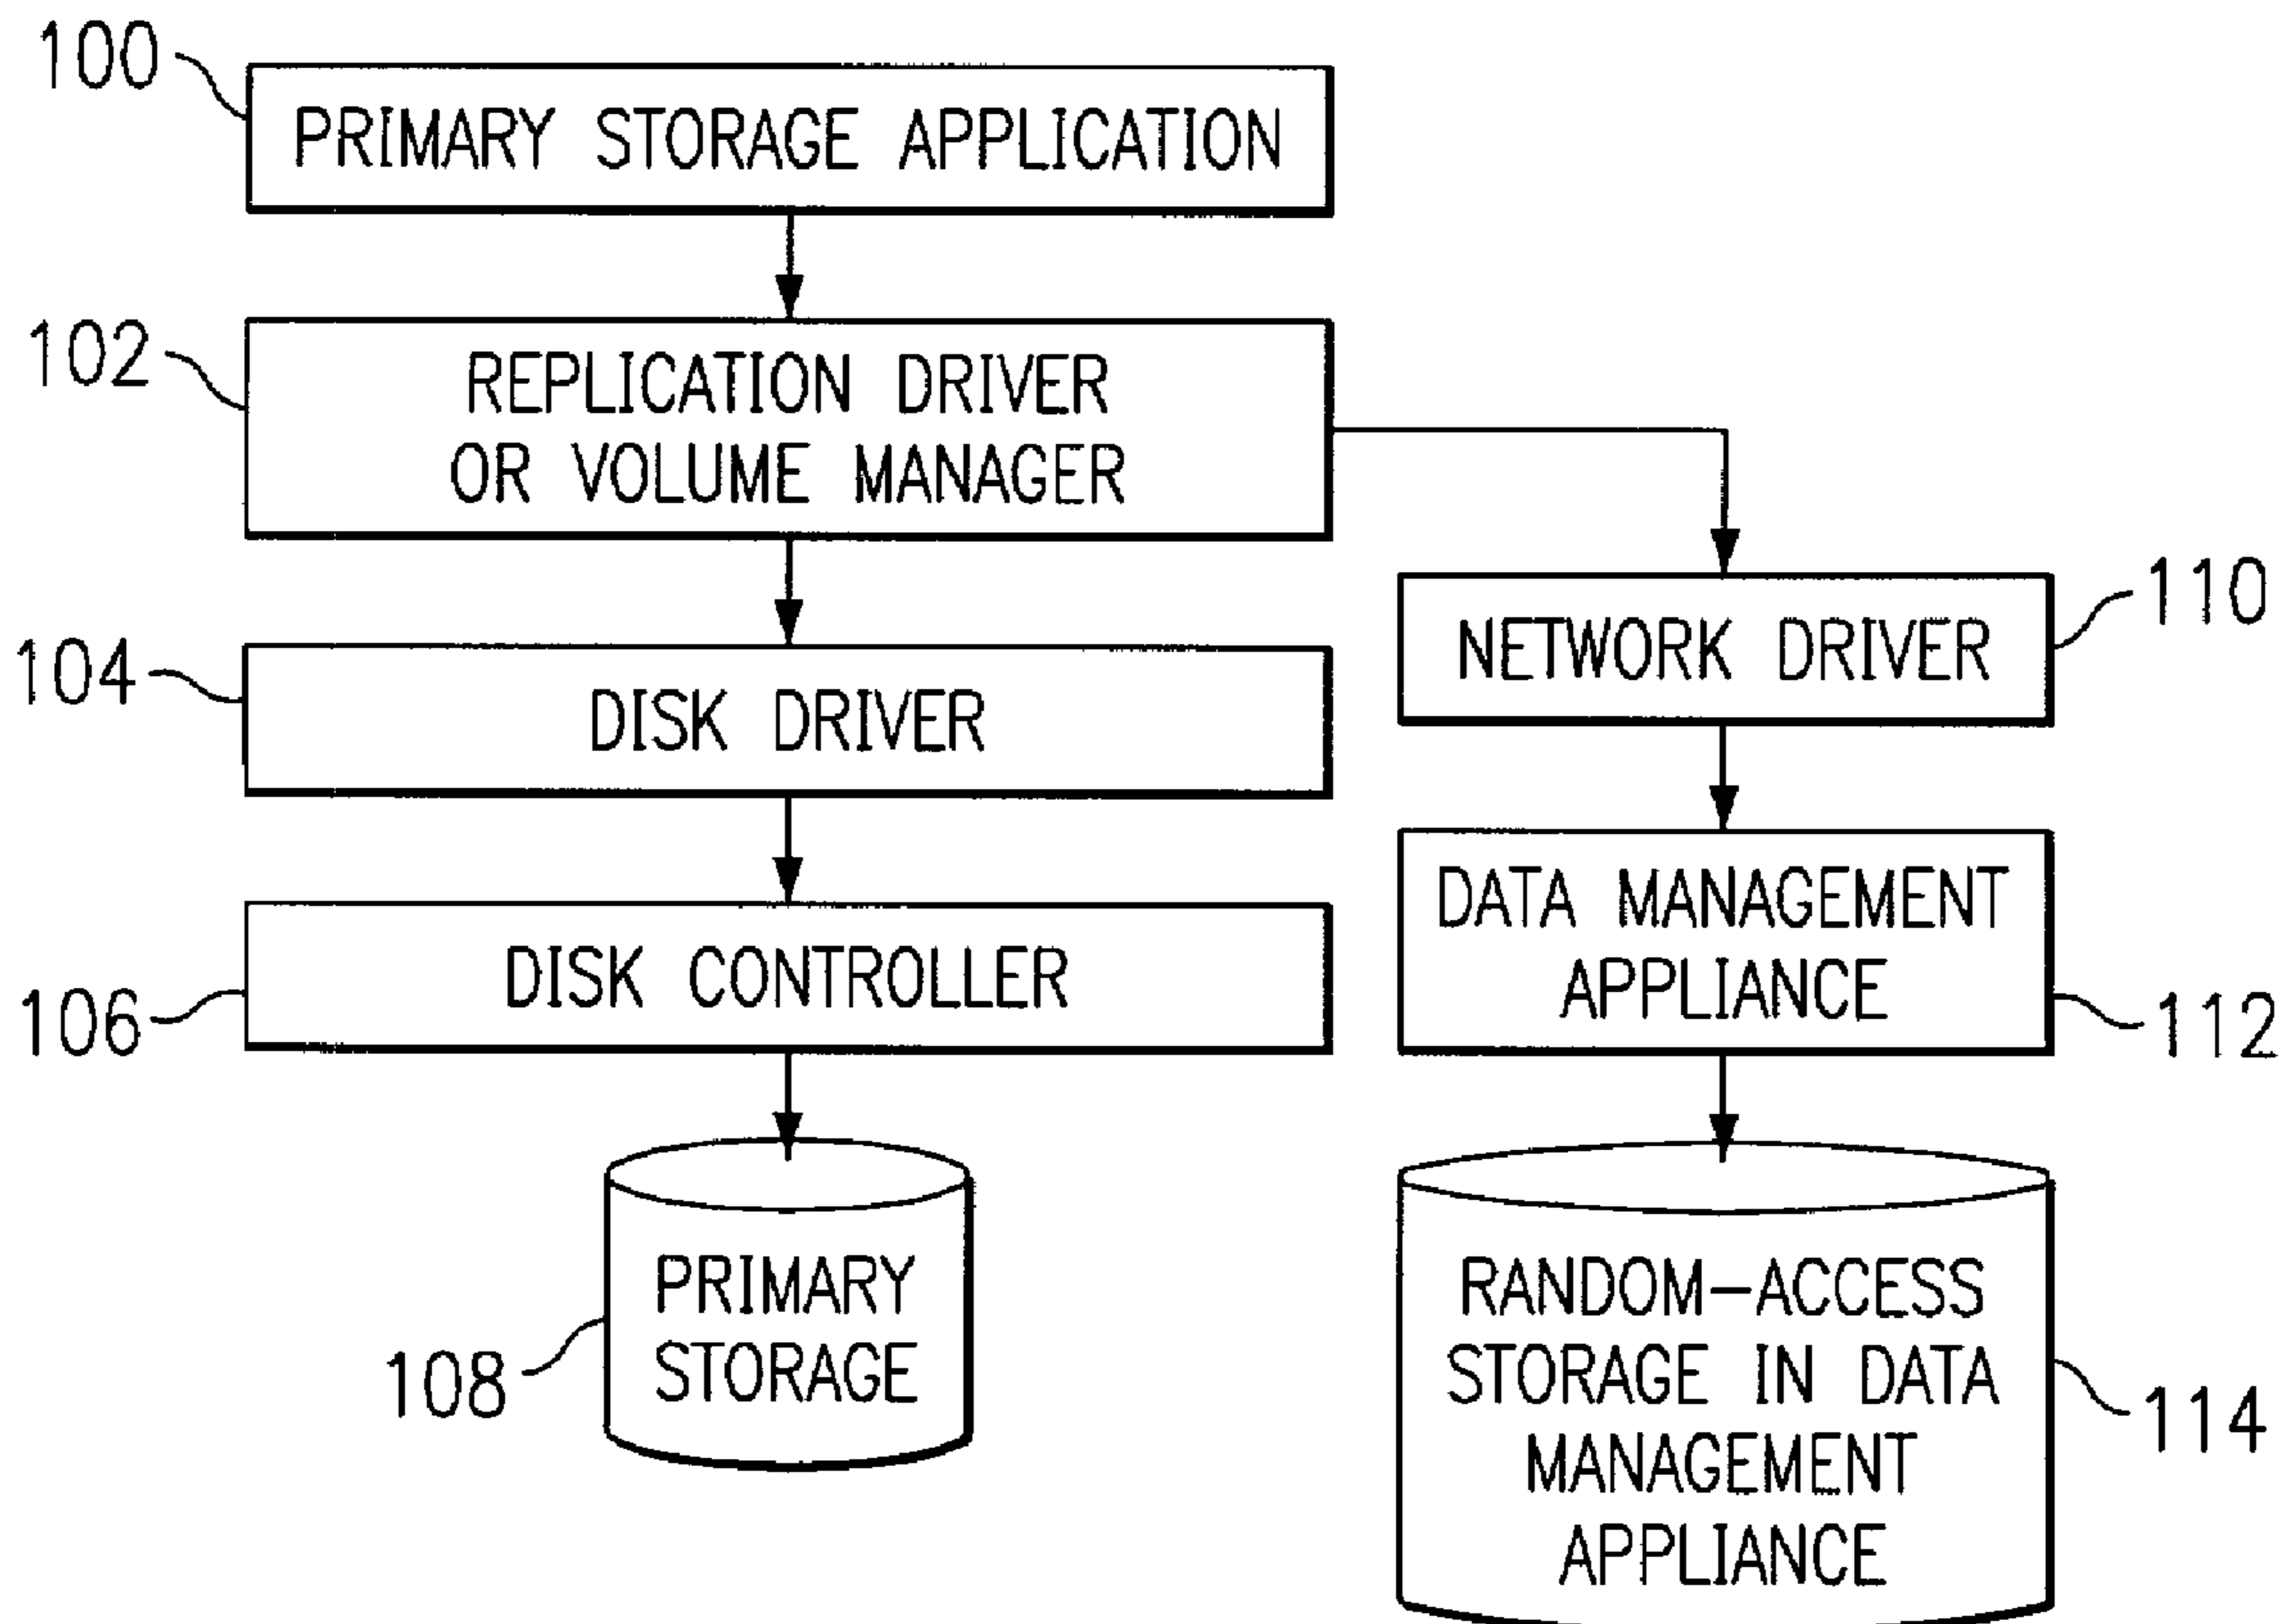 100
PRIMARY STORAGE APPLICATION
102
REPLICATION DRIVER
OR VOLUME MANAGER
104
DISK DRIVER
106
DISK CONTROLLER
108
PRIMARY
STORAGE
110
NETWORK DRIVER
112
DATA MANAGEMENT
APPLIANCE
114
RANDOM-ACCESS
STORAGE IN DATA
MANAGEMENT
APPLIANCE